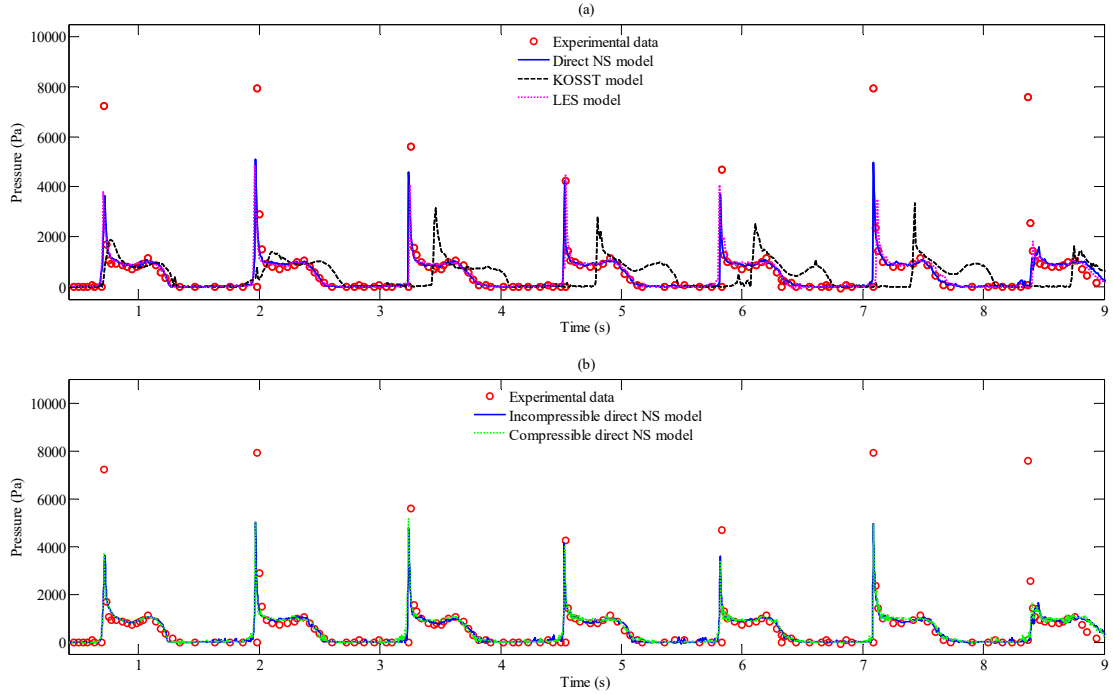 (a)
10000
8000
6000
4000
2000
0
Pressure (Pa)
Experimental data
Direct NS model
KOSST model
LES model
1 2 3 4 5 6 7 8 9
Time (s)
(b)
10000
8000
6000
4000
2000
0
Pressure (Pa)
Experimental data
Incompressible direct NS model
Compressible direct NS model
1 2 3 4 5 6 7 8 9
Time (s)